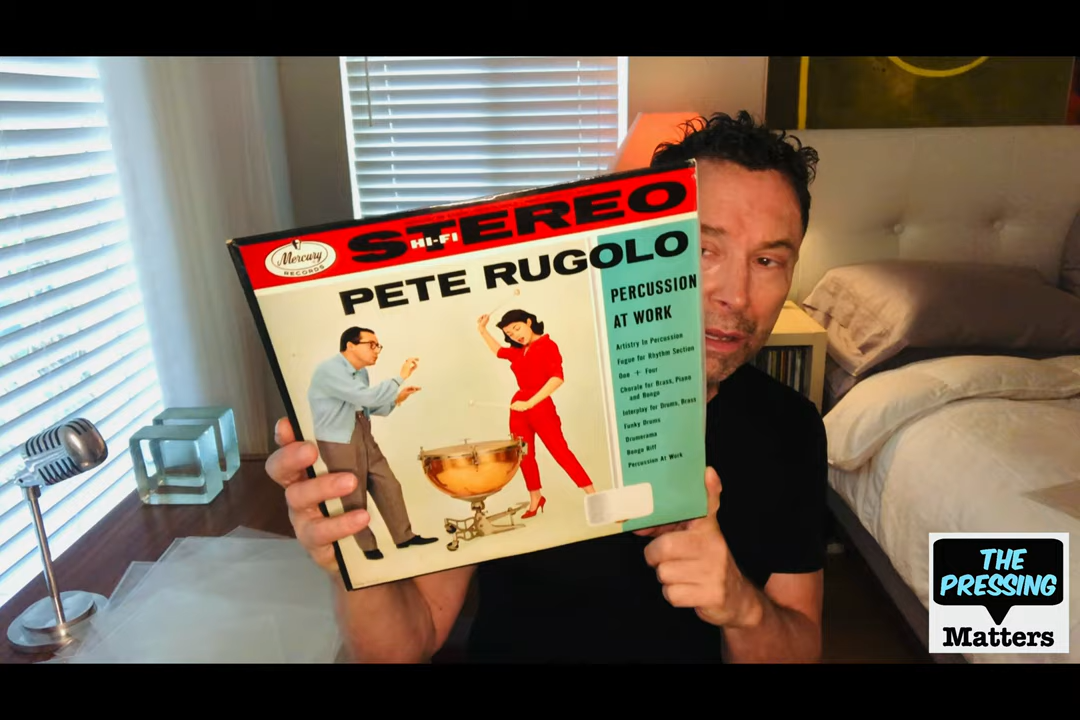 STEREO
HI-FI
Mercury
RECORDS
PETE RUGOLO
PERCUSSION
AT WORK
Artistry In Percussion
Fugue for Rhythm Section
One + Four
Chorale for Brass, Piano
and Bongo
Interplay for Drums, Brass
Funky Drums
Drumerama
Bongo Riff
Percussion At Work
THE
PRESSING
Matters